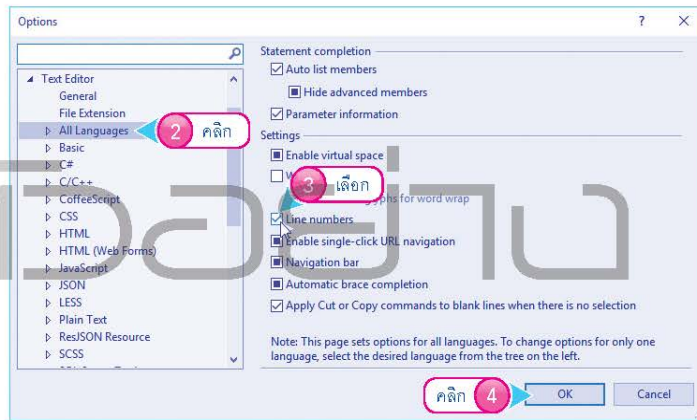 Options
? ×
Text Editor
General
File Extension
All Languages
2 คลิก
Basic
C#
C/C++
CoffeeScript
CSS
HTML
HTML (Web Forms)
JavaScript
JSON
LESS
Plain Text
ResJSON Resource
SCSS
Statement completion
Auto list members
Hide advanced members
Parameter information
Settings
Enable virtual space
3 เลือก
for word wrap
Line numbers
Enable single-click URL navigation
Navigation bar
Automatic brace completion
Apply Cut or Copy commands to blank lines when there is no selection
Note: This page sets options for all languages. To change options for only one
language, select the desired language from the tree on the left.
คลิก 4
OK
Cancel